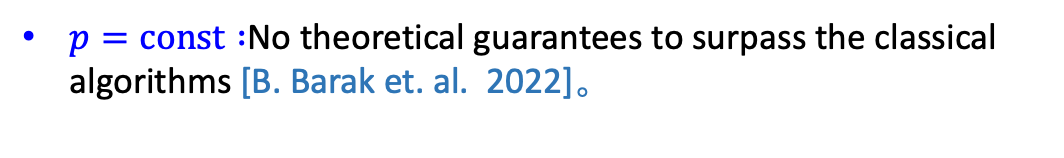 • p = const :No theoretical guarantees to surpass the classical
algorithms [B. Barak et. al. 2022]。